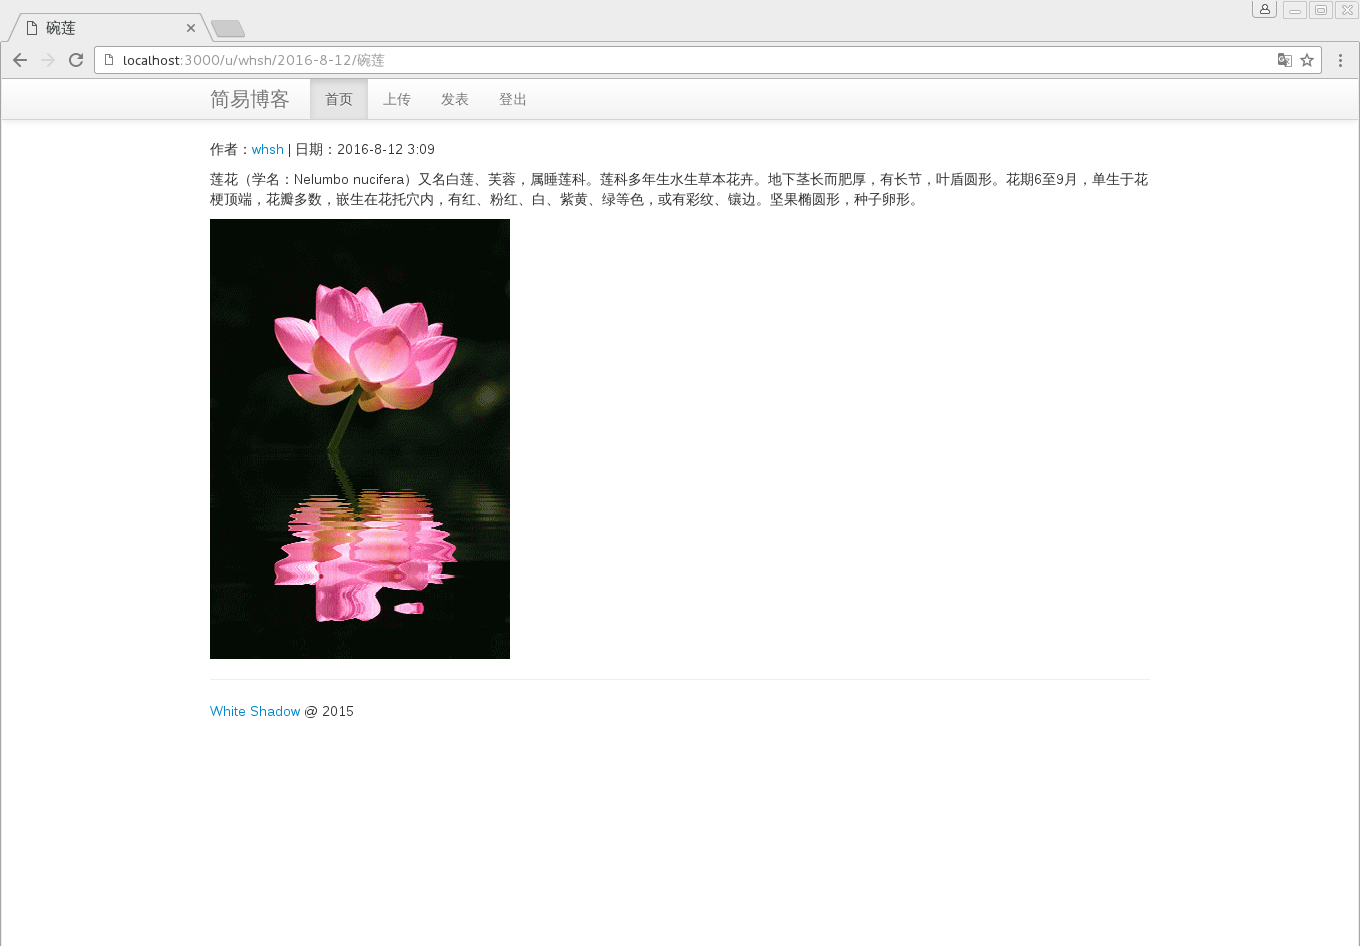 碗莲
localhost:3000/u/whsh/2016-8-12/碗莲
简易博客 首页 上传 发表 登出
作者：whsh | 日期：2016-8-12 3:09
莲花（学名：Nelumbo nucifera）又名白莲、芙蓉，属睡莲科。莲科多年生水生草本花卉。地下茎长而肥厚，有长节，叶盾圆形。花期6至9月，单生于花
梗顶端，花瓣多数，嵌生在花托穴内，有红、粉红、白、紫黄、绿等色，或有彩纹、镶边。坚果椭圆形，种子卵形。
White Shadow @ 2015